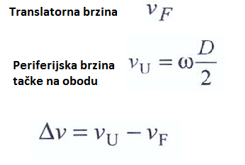 Translatorna brzina v_F
Periferijska brzina
tačke na obodu v_U = ω D/2
Δv = v_U − v_F